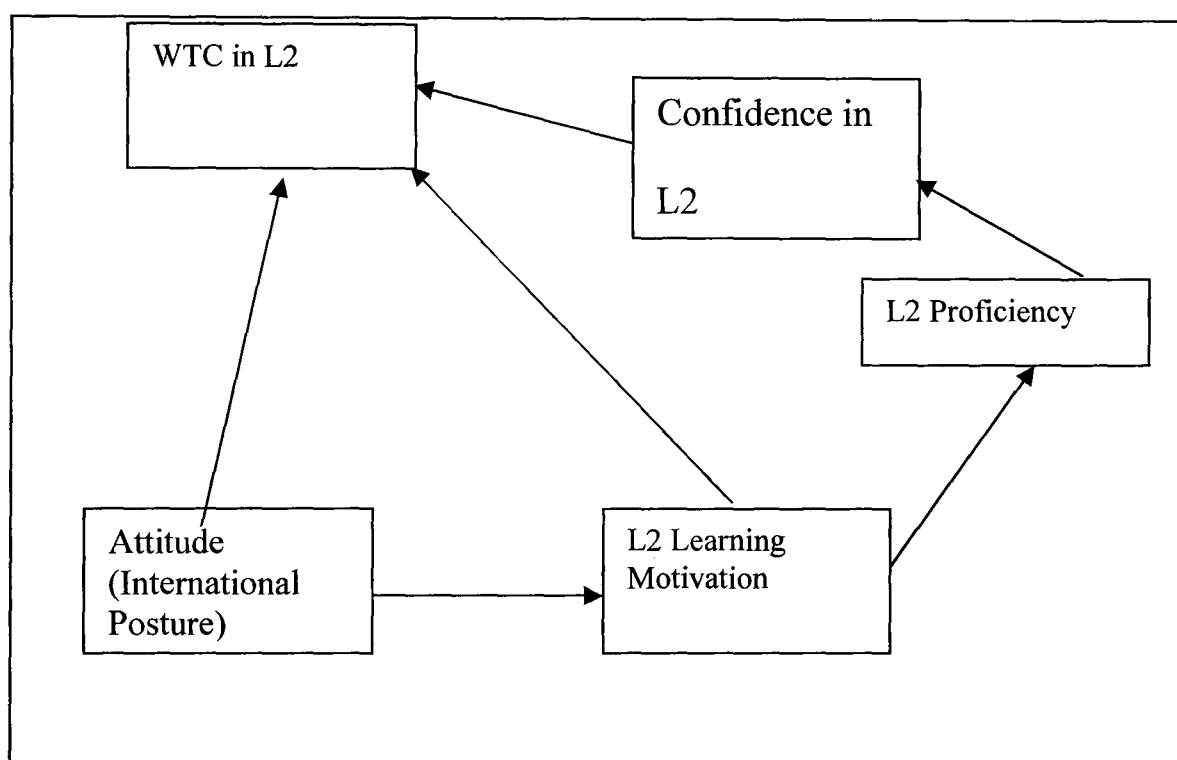 WTC in L2
Confidence in
L2
L2 Proficiency
Attitude
(International
Posture)
L2 Learning
Motivation